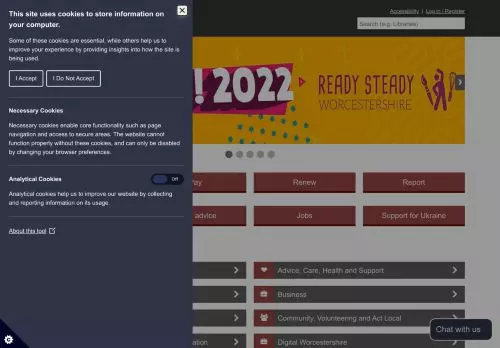 This site uses cookies to store information on
your computer.
Some of these cookies are essential, while others help us to
improve your experience by providing insights into how the site is
being used.
I Accept
I Do Not Accept
Necessary Cookies
Necessary cookies enable core functionality such as page
navigation and access to secure areas. The website cannot
function properly without these cookies, and can only be disabled
by changing your browser preferences.
Analytical Cookies
Off
Analytical cookies help us to improve our website by collecting
and reporting information on its usage.
About this tool
Accessibility | Log in / Register
Search (e.g. Libraries)
! 2022
READY STEADY
WORCESTERSHIRE
Pay
Renew
Report
advice
Jobs
Support for Ukraine
Advice, Care, Health and Support
Business
Community, Volunteering and Act Local
Digital Worcestershire
Chat with us